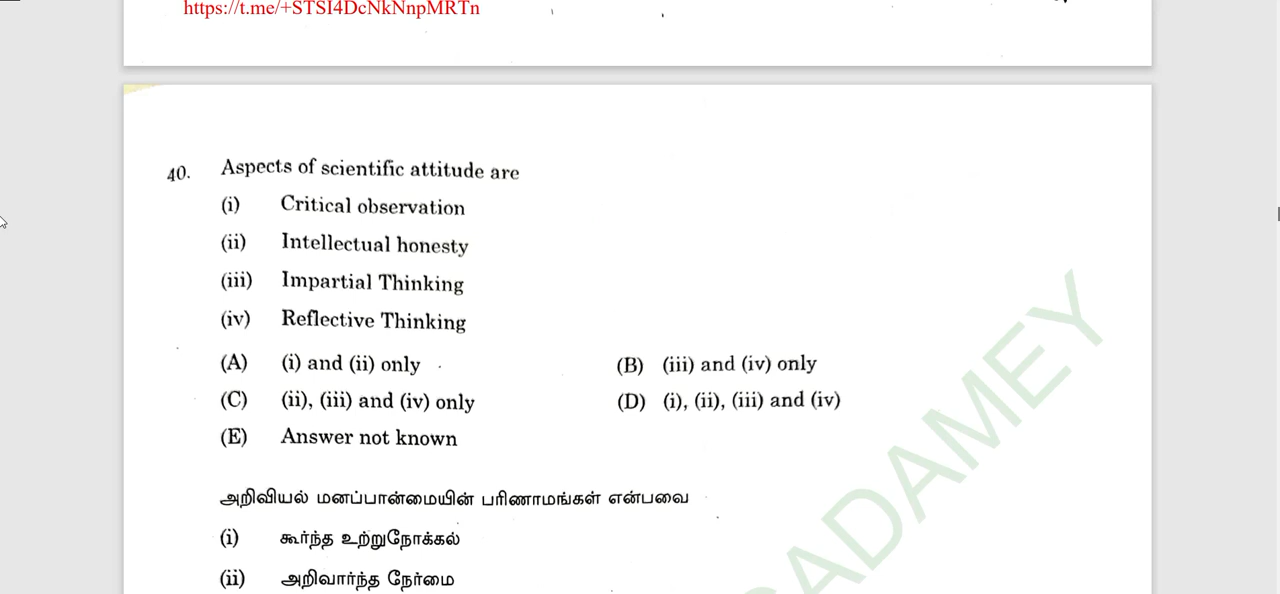 https://t.me/+STSI4DcNkNnpMRTn
40. Aspects of scientific attitude are
(i) Critical observation
(ii) Intellectual honesty
(iii) Impartial Thinking
(iv) Reflective Thinking
(A) (i) and (ii) only (B) (iii) and (iv) only
(C) (ii), (iii) and (iv) only (D) (i), (ii), (iii) and (iv)
(E) Answer not known
அறிவியல் மனப்பான்மையின் பரிணாமங்கள் என்பவை
(i) கூர்ந்த உற்றுநோக்கல்
(ii) அறிவார்ந்த நேர்மை